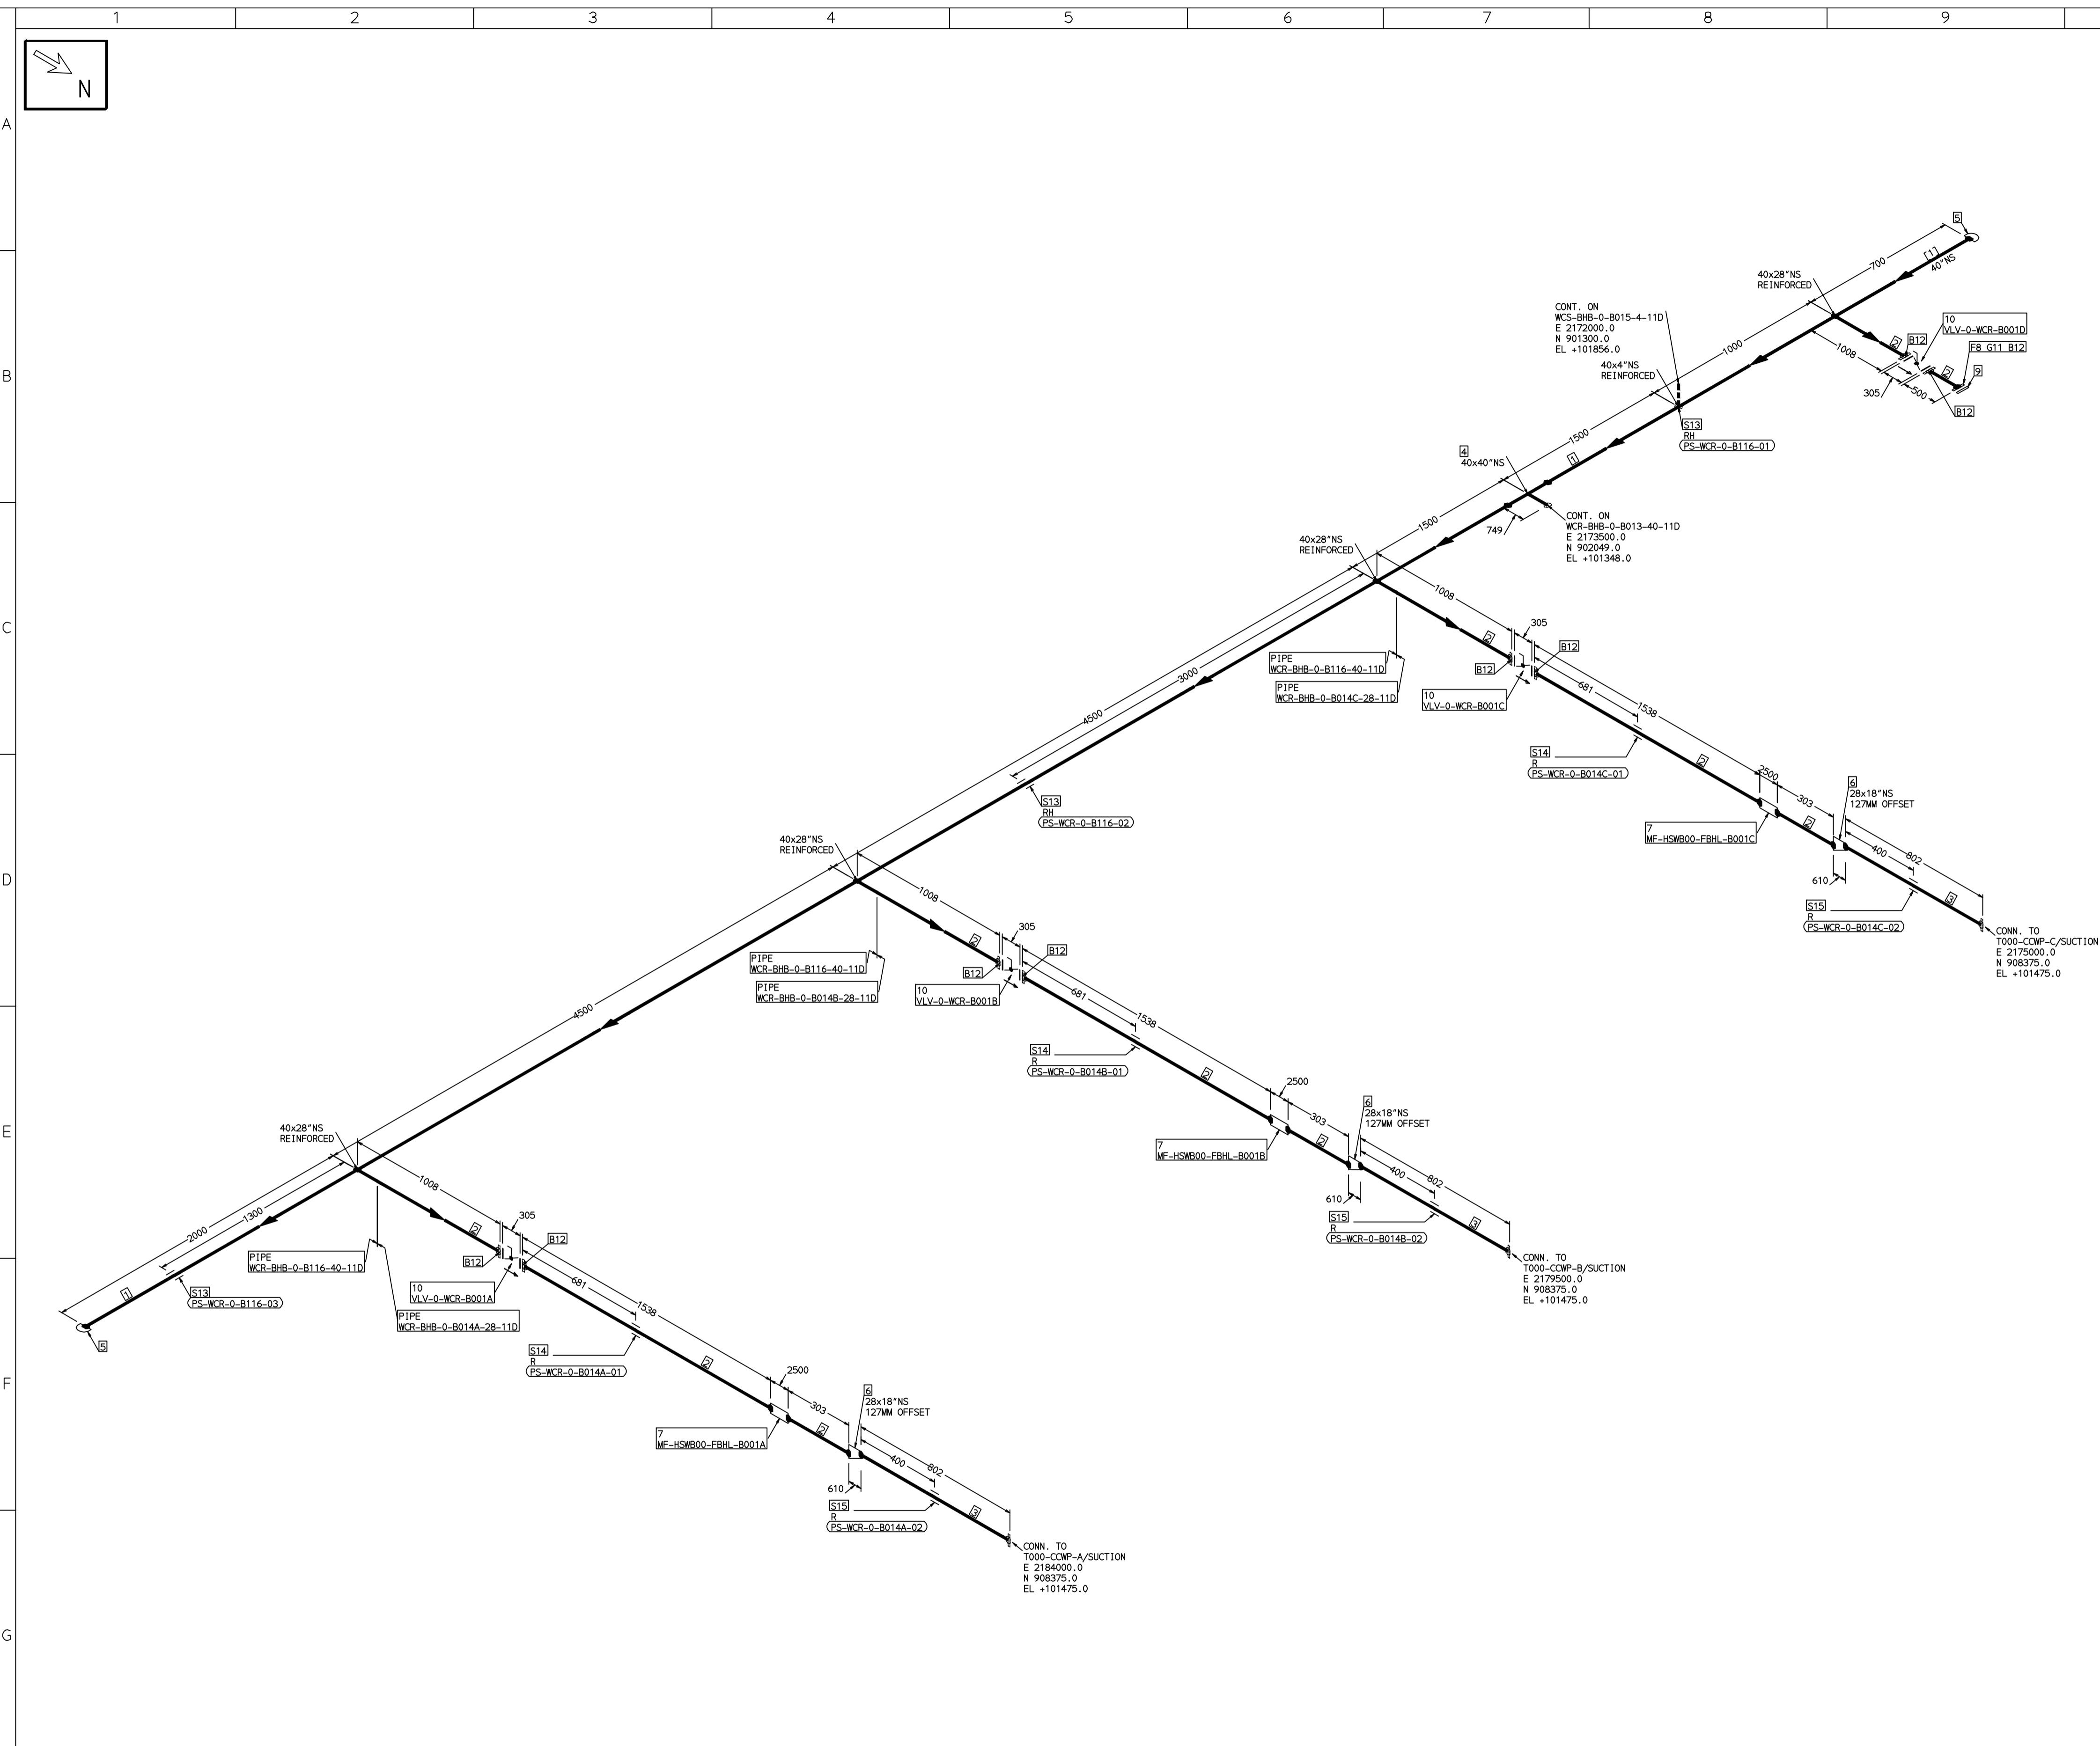 1 2 3 4 5 6 7 8 9
N
A
B
C
D
E
F
G
5
700
[1]
40"NS
40x28"NS
REINFORCED
CONT. ON
WCS-BHB-0-B015-4-11D
E 2172000.0
N 901300.0
EL +101856.0
40x4"NS
REINFORCED
1000
1008
2
B12
10
VLV-0-WCR-B001D
F8 G11 B12
9
2
305
500
B12
S13
RH
PS-WCR-0-B116-01
1500
1
4
40x40"NS
1500
749
CONT. ON
WCR-BHB-0-B013-40-11D
E 2173500.0
N 902049.0
EL +101348.0
40x28"NS
REINFORCED
1008
2
305
B12
B12
PIPE
WCR-BHB-0-B116-40-11D
PIPE
WCR-BHB-0-B014C-28-11D
10
VLV-0-WCR-B001C
681
1538
S14
R
PS-WCR-0-B014C-01
2
2500
303
2
7
MF-HSWB00-FBHL-B001C
6
28x18"NS
127MM OFFSET
400
802
610
S15
R
PS-WCR-0-B014C-02
3
CONN. TO
T000-CCWP-C/SUCTION
E 2175000.0
N 908375.0
EL +101475.0
3000
4500
S13
RH
PS-WCR-0-B116-02
40x28"NS
REINFORCED
1008
2
305
B12
B12
PIPE
WCR-BHB-0-B116-40-11D
PIPE
WCR-BHB-0-B014B-28-11D
10
VLV-0-WCR-B001B
681
1538
S14
R
PS-WCR-0-B014B-01
2
2500
303
2
7
MF-HSWB00-FBHL-B001B
6
28x18"NS
127MM OFFSET
400
802
610
S15
R
PS-WCR-0-B014B-02
3
CONN. TO
T000-CCWP-B/SUCTION
E 2179500.0
N 908375.0
EL +101475.0
4500
40x28"NS
REINFORCED
1008
2
305
B12
B12
2000
1300
PIPE
WCR-BHB-0-B116-40-11D
PIPE
WCR-BHB-0-B014A-28-11D
10
VLV-0-WCR-B001A
1
S13
PS-WCR-0-B116-03
5
681
1538
S14
R
PS-WCR-0-B014A-01
2
2500
303
2
7
MF-HSWB00-FBHL-B001A
6
28x18"NS
127MM OFFSET
400
802
610
S15
R
PS-WCR-0-B014A-02
3
CONN. TO
T000-CCWP-A/SUCTION
E 2184000.0
N 908375.0
EL +101475.0